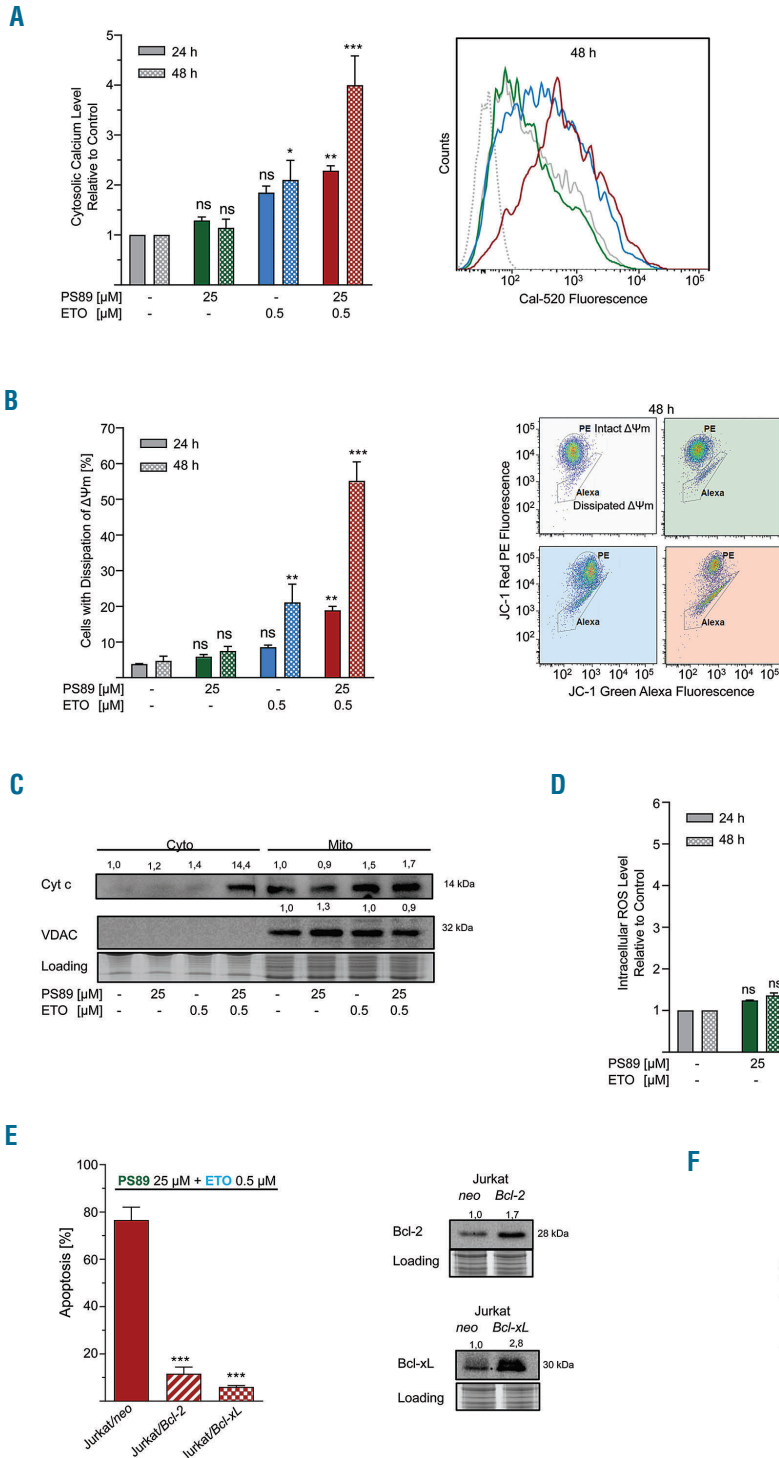 A
5
4
3
2
1
Cytosolic Calcium Level
Relative to Control
24 h
48 h
ns
ns
ns
*
**
***
PS89 [µM] - 25 - 25
ETO [µM] - - 0.5 0.5
48 h
Counts
10² 10³ 10⁴ 10⁵
Cal-520 Fluorescence
B
70
60
50
40
30
20
10
Cells with Dissipation of ΔΨm [%]
24 h
48 h
ns
ns
ns
**
**
***
PS89 [µM] - 25 - 25
ETO [µM] - - 0.5 0.5
48 h
JC-1 Red PE Fluorescence
10⁵
10⁴
10³
10²
PE Intact ΔΨm
Alexa
Dissipated ΔΨm
PE
Alexa
10⁵
10⁴
10³
10²
PE
Alexa
PE
Alexa
10² 10³ 10⁴ 10⁵ 10² 10³ 10⁴ 10⁵
JC-1 Green Alexa Fluorescence
C
Cyto Mito
1,0 1,2 1,4 14,4 1,0 0,9 1,5 1,7
Cyt c 14 kDa
1,0 1,3 1,0 0,9
VDAC 32 kDa
Loading
PS89 [µM] - 25 - 25 - 25 - 25
ETO [µM] - - 0.5 0.5 - - 0.5 0.5
D
6
5
4
3
2
1
Intracellular ROS Level
Relative to Control
24 h
48 h
ns
ns
PS89 [µM] - 25
ETO [µM] - -
E
PS89 25 µM + ETO 0.5 µM
100
80
60
40
20
Apoptosis [%]
***
***
Jurkat/neo
Jurkat/Bcl-2
Iurkat/Bcl-xL
Jurkat
neo Bcl-2
1,0 1,7
Bcl-2 28 kDa
Loading
Jurkat
neo Bcl-xL
1,0 2,8
Bcl-xL 30 kDa
Loading
F